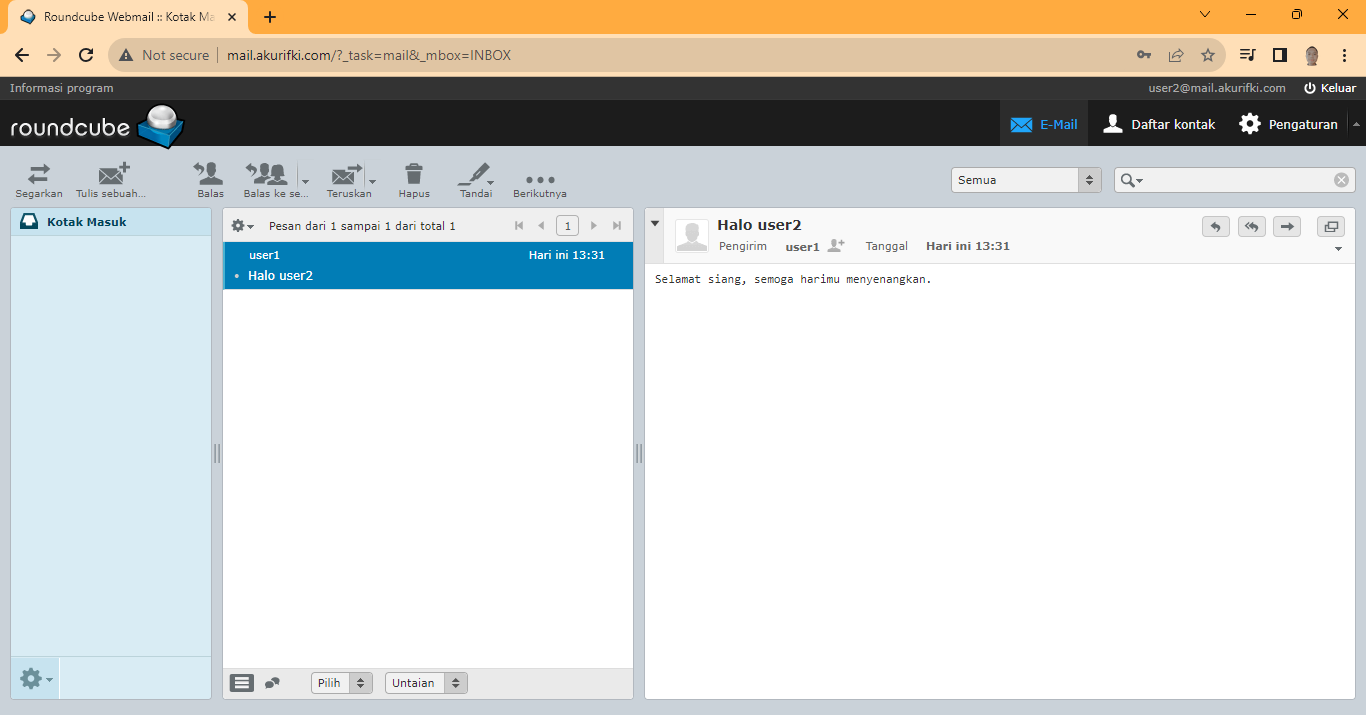 Roundcube Webmail :: Kotak Ma
Not secure
mail.akurifki.com/?_task=mail&_mbox=INBOX
Informasi program
user2@mail.akurifki.com
Keluar
roundcube
E-Mail
Daftar kontak
Pengaturan
Segarkan
Tulis sebuah...
Balas
Balas ke se...
Teruskan
Hapus
Tandai
Berikutnya
Semua
Kotak Masuk
Pesan dari 1 sampai 1 dari total 1
1
user1
Hari ini 13:31
• Halo user2
Halo user2
Pengirim user1 Tanggal Hari ini 13:31
Selamat siang, semoga harimu menyenangkan.
Pilih
Untaian